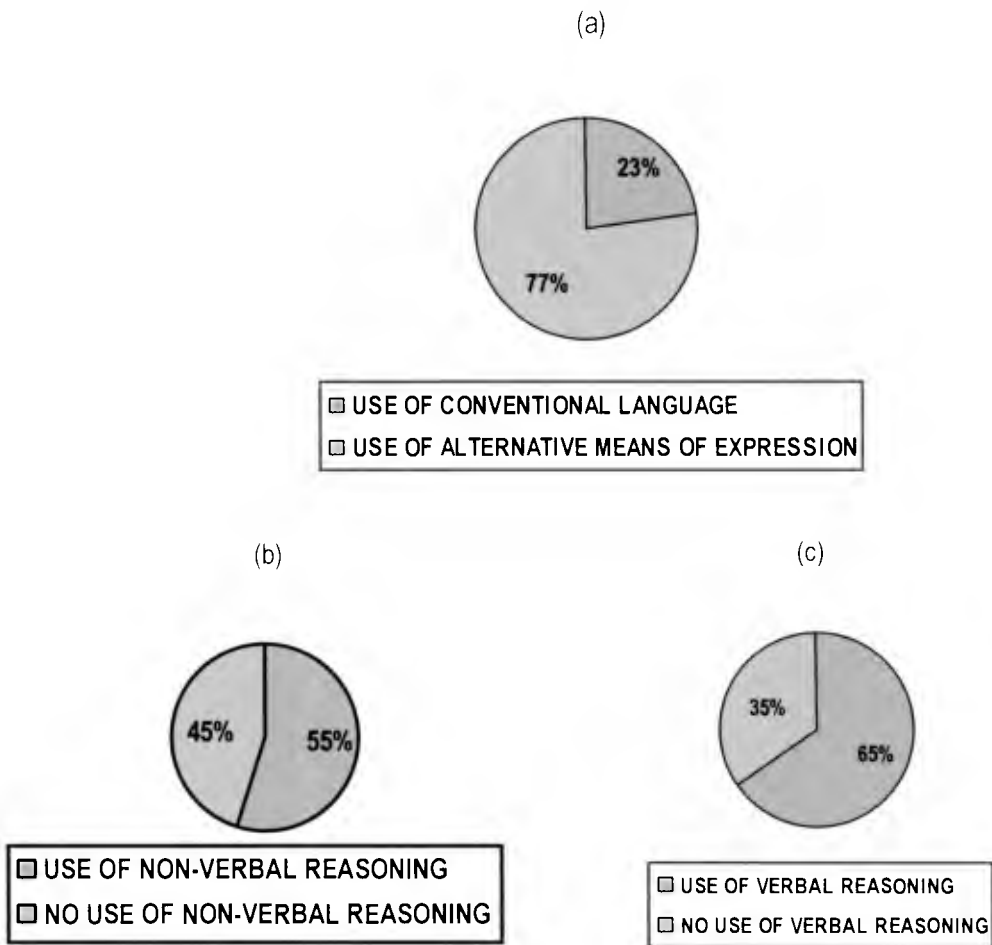 (a)
23%
77%
USE OF CONVENTIONAL LANGUAGE
USE OF ALTERNATIVE MEANS OF EXPRESSION
(b)
45%
55%
USE OF NON-VERBAL REASONING
NO USE OF NON-VERBAL REASONING
(c)
35%
65%
USE OF VERBAL REASONING
NO USE OF VERBAL REASONING